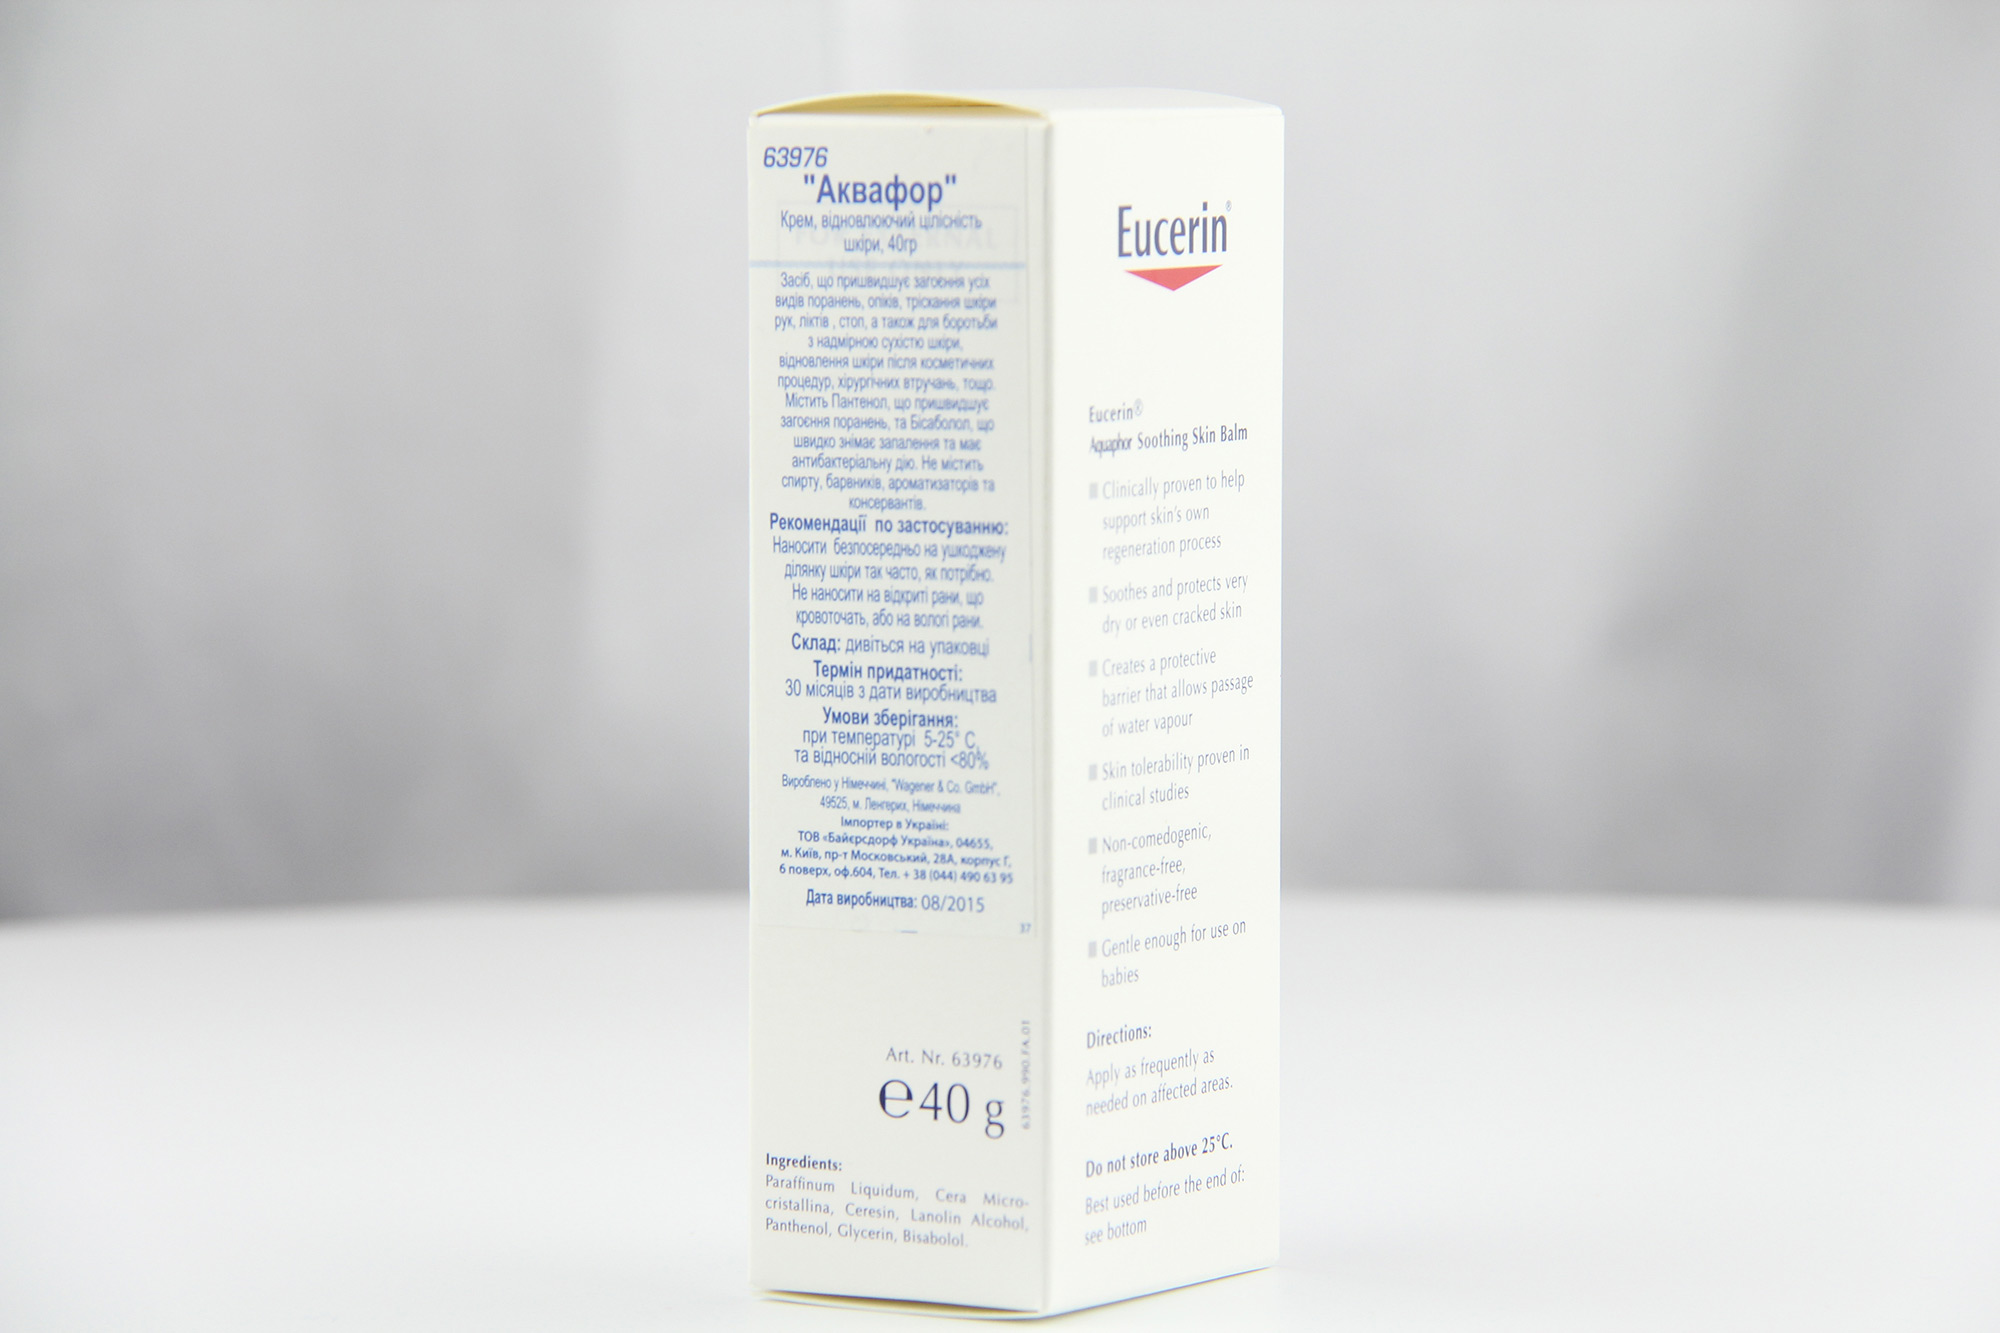 63976
"Аквафор"
Крем, відновлюючий цілісність
шкіри, 40гр
Засіб, що пришвидшує загоєння усіх
видів поранень, опіків, тріскання шкіри
рук, ліктів , стоп, а також для боротьби
з надмірною сухістю шкіри,
відновлення шкіри після косметичних
процедур, хірургічних втручань, тощо.
Містить Пантенол, що пришвидшує
загоєння поранень, та Бісаболол, що
швидко знімає запалення та має
антибактеріальну дію. Не містить
спирту, барвників, ароматизаторів та
консервантів.
Рекомендації по застосуванню:
Наносити безпосередньо на ушкоджену
ділянку шкіри так часто, як потрібно.
Не наносити на відкриті рани, що
кровоточать, або на вологі рани.
Склад: дивіться на упаковці
Термін придатності:
30 місяців з дати виробництва
Умови зберігання:
при температурі 5-25° С,
та відносній вологості <80%
Вироблено у Німеччині, "Wagener & Co. GmbH",
49525, м. Ленгерих, Німеччина
Імпортер в Україні:
ТОВ «Байєрсдорф Україна», 04655,
м. Київ, пр-т Московський, 28А, корпус Г,
6 поверх, оф.604, Тел. + 38 (044) 490 63 95
Дата виробництва: 08/2015
37
Art. Nr. 63976
℮40 g
63976.990.FA.01
Ingredients:
Paraffinum Liquidum, Cera Micro-
cristallina, Ceresin, Lanolin Alcohol,
Panthenol, Glycerin, Bisabolol.
Eucerin®
Eucerin®
Aquaphor Soothing Skin Balm
Clinically proven to help
support skin's own
regeneration process
Soothes and protects very
dry or even cracked skin
Creates a protective
barrier that allows passage
of water vapour
Skin tolerability proven in
clinical studies
Non-comedogenic,
fragrance-free,
preservative-free
Gentle enough for use on
babies
Directions:
Apply as frequently as
needed on affected areas.
Do not store above 25°C.
Best used before the end of:
see bottom